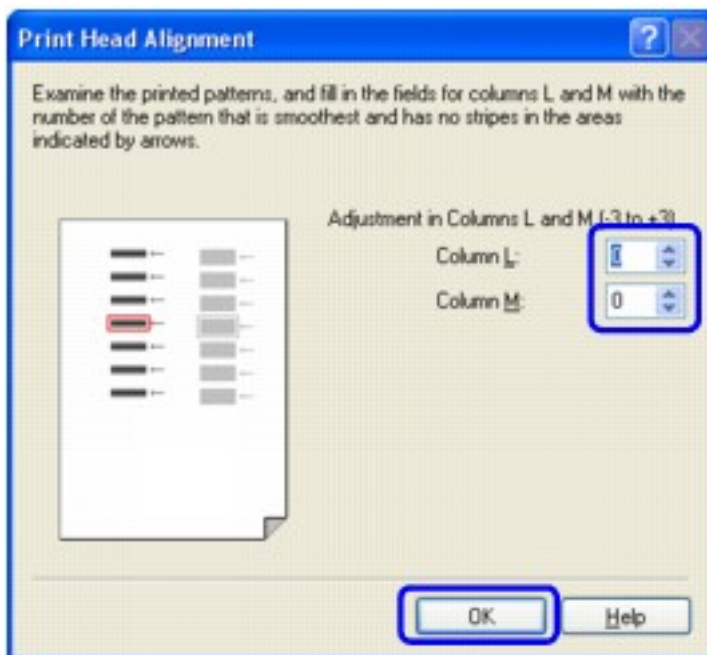 Print Head Alignment
Examine the printed patterns, and fill in the fields for columns L and M with the
number of the pattern that is smoothest and has no stripes in the areas
indicated by arrows.
Adjustment in Columns L and M (-3 to +3)
Column L: 0
Column M: 0
OK Help